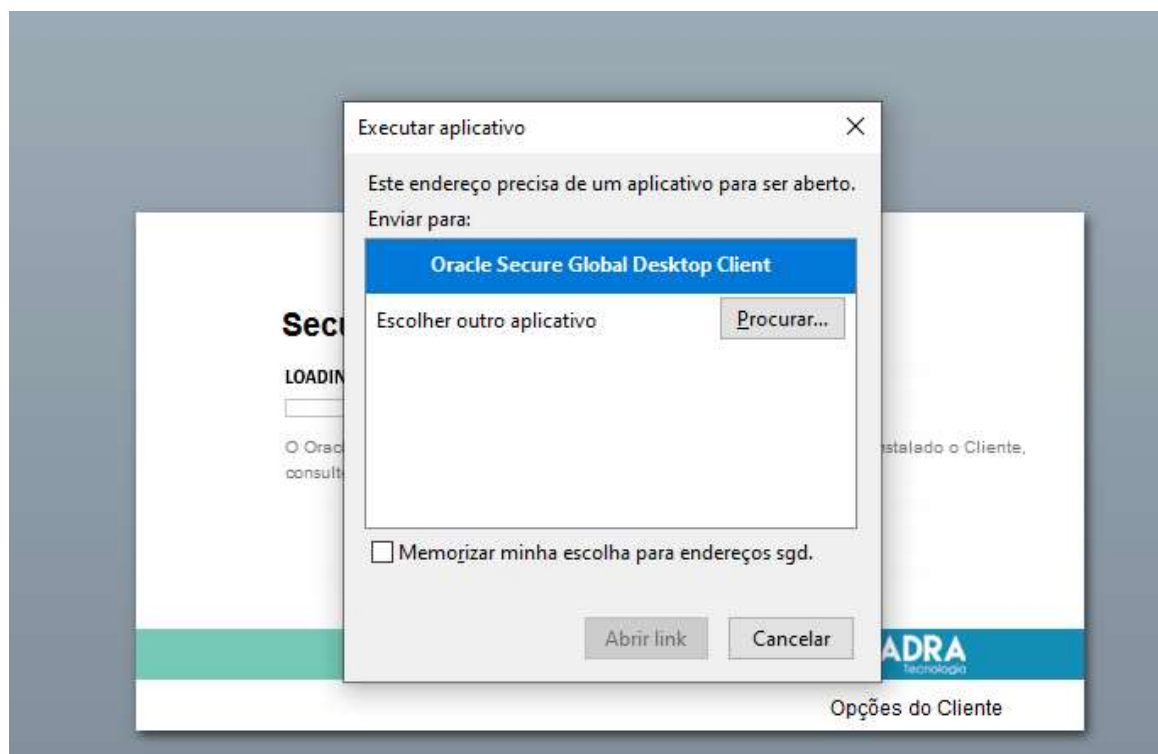 Executar aplicativo
Este endereço precisa de um aplicativo para ser aberto.
Enviar para:
Oracle Secure Global Desktop Client
Escolher outro aplicativo
Procurar...
LOADIN
O Orac
stalado o Cliente,
consult
Memorizar minha escolha para endereços sgd.
Abrir link
Cancelar
ADRA
Tecnologia
Opções do Cliente